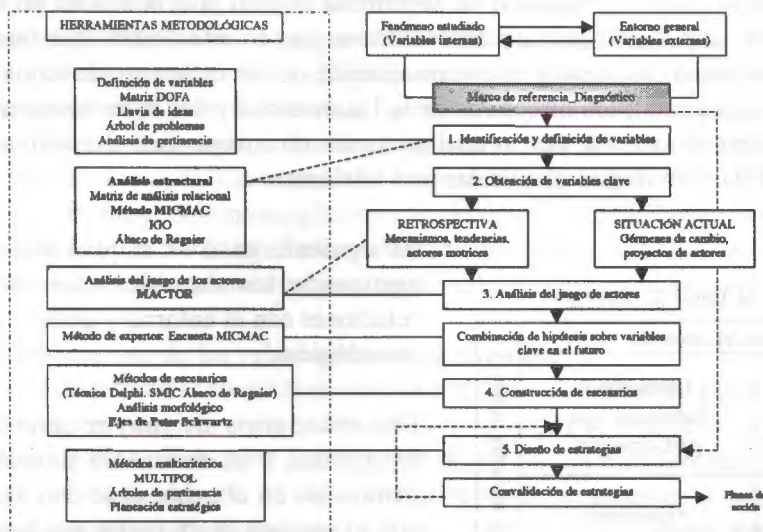 HERRAMIENTAS METODOLÓGICAS
Definición de variables
Matriz DOFA
Lluvia de ideas
Árbol de problemas
Análisis de pertinencia
Análisis estructural
Matriz de análisis relacional
Método MICMAC
IGO
Ábaco de Regnier
Análisis del juego de los actores
MACTOR
Método de expertos: Encuesta MICMAC
Métodos de escenarios
(Técnica Delphi. SMIC Ábaco de Regnier)
Análisis morfológico
Ejes de Peter Schwartz
Métodos multicriterios
MULTIPOL
Árboles de pertinencia
Planeación estratégica
Fenómeno estudiado
(Variables internas)
Entorno general
(Variables externas)
Marco de referencia_Diagnóstico
1. Identificación y definición de variables
2. Obtención de variables clave
RETROSPECTIVA
Mecanismos, tendencias,
actores motrices
SITUACIÓN ACTUAL
Gérmenes de cambio,
proyectos de actores
3. Análisis del juego de actores
Combinación de hipótesis sobre variables
clave en el futuro
4. Construcción de escenarios
5. Diseño de estrategias
Convalidación de estrategias
Planes de
acción